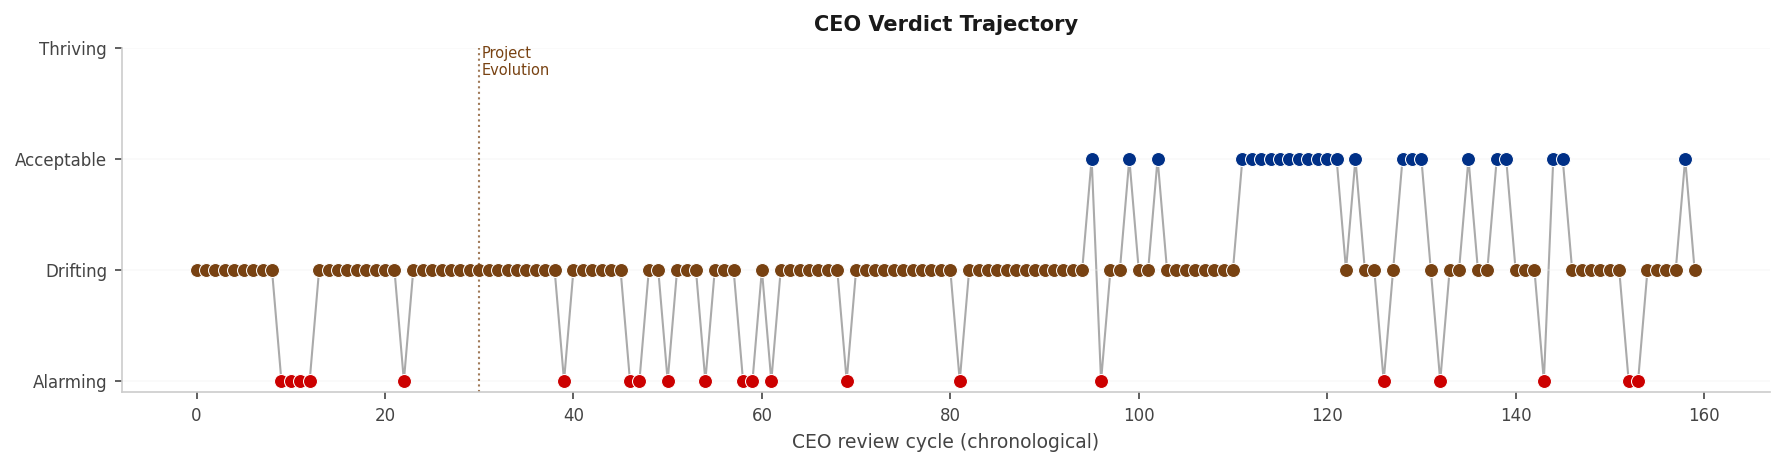 CEO Verdict Trajectory
Thriving
Acceptable
Drifting
Alarming
Project
Evolution
0 20 40 60 80 100 120 140 160
CEO review cycle (chronological)